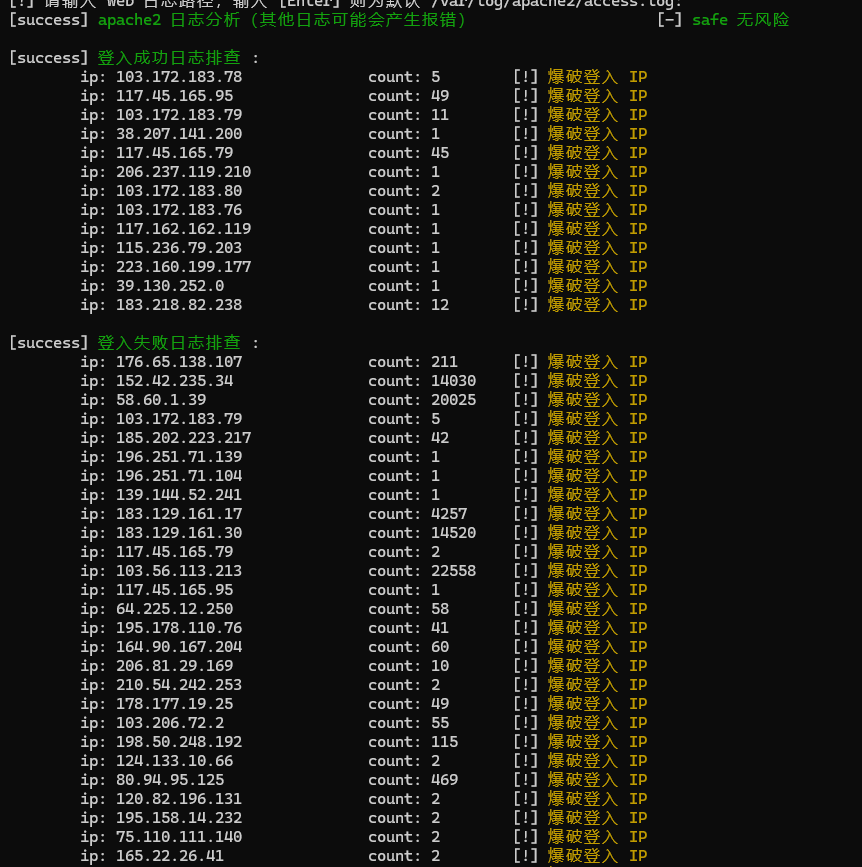 [!] 请输入 Web 日志路径，输入 [Enter] 则为默认 /var/log/apache2/access.log:
[success] apache2 日志分析（其他日志可能会产生报错） [-] safe 无风险
[success] 登入成功日志排查 :
ip: 103.172.183.78 count: 5 [!] 爆破登入 IP
ip: 117.45.165.95 count: 49 [!] 爆破登入 IP
ip: 103.172.183.79 count: 11 [!] 爆破登入 IP
ip: 38.207.141.200 count: 1 [!] 爆破登入 IP
ip: 117.45.165.79 count: 45 [!] 爆破登入 IP
ip: 206.237.119.210 count: 1 [!] 爆破登入 IP
ip: 103.172.183.80 count: 2 [!] 爆破登入 IP
ip: 103.172.183.76 count: 1 [!] 爆破登入 IP
ip: 117.162.162.119 count: 1 [!] 爆破登入 IP
ip: 115.236.79.203 count: 1 [!] 爆破登入 IP
ip: 223.160.199.177 count: 1 [!] 爆破登入 IP
ip: 39.130.252.0 count: 1 [!] 爆破登入 IP
ip: 183.218.82.238 count: 12 [!] 爆破登入 IP
[success] 登入失败日志排查 :
ip: 176.65.138.107 count: 211 [!] 爆破登入 IP
ip: 152.42.235.34 count: 14030 [!] 爆破登入 IP
ip: 58.60.1.39 count: 20025 [!] 爆破登入 IP
ip: 103.172.183.79 count: 5 [!] 爆破登入 IP
ip: 185.202.223.217 count: 42 [!] 爆破登入 IP
ip: 196.251.71.139 count: 1 [!] 爆破登入 IP
ip: 196.251.71.104 count: 1 [!] 爆破登入 IP
ip: 139.144.52.241 count: 1 [!] 爆破登入 IP
ip: 183.129.161.17 count: 4257 [!] 爆破登入 IP
ip: 183.129.161.30 count: 14520 [!] 爆破登入 IP
ip: 117.45.165.79 count: 2 [!] 爆破登入 IP
ip: 103.56.113.213 count: 22558 [!] 爆破登入 IP
ip: 117.45.165.95 count: 1 [!] 爆破登入 IP
ip: 64.225.12.250 count: 58 [!] 爆破登入 IP
ip: 195.178.110.76 count: 41 [!] 爆破登入 IP
ip: 164.90.167.204 count: 60 [!] 爆破登入 IP
ip: 206.81.29.169 count: 10 [!] 爆破登入 IP
ip: 210.54.242.253 count: 2 [!] 爆破登入 IP
ip: 178.177.19.25 count: 49 [!] 爆破登入 IP
ip: 103.206.72.2 count: 55 [!] 爆破登入 IP
ip: 198.50.248.192 count: 115 [!] 爆破登入 IP
ip: 124.133.10.66 count: 2 [!] 爆破登入 IP
ip: 80.94.95.125 count: 469 [!] 爆破登入 IP
ip: 120.82.196.131 count: 2 [!] 爆破登入 IP
ip: 195.158.14.232 count: 2 [!] 爆破登入 IP
ip: 75.110.111.140 count: 2 [!] 爆破登入 IP
ip: 165.22.26.41 count: 2 [!] 爆破登入 IP